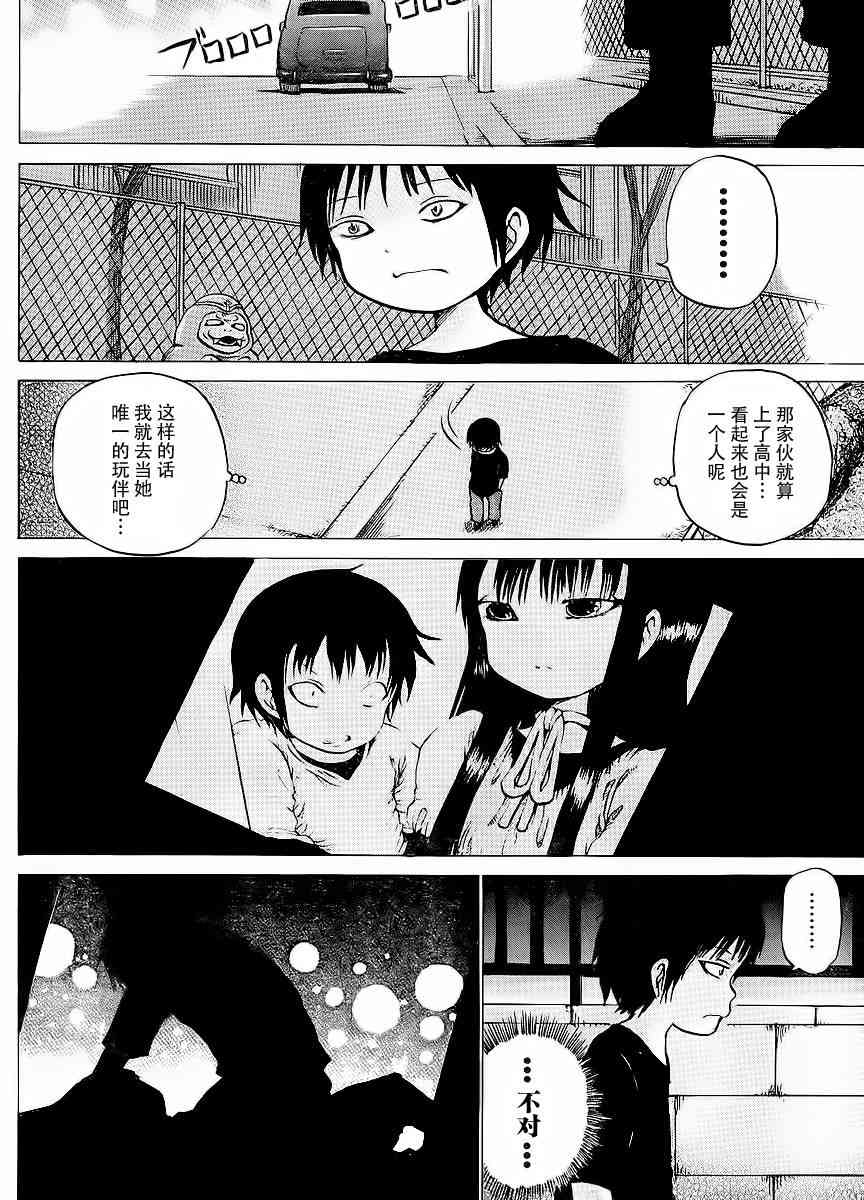 ブロロロ
ロロロ
………
那家伙就算
上了高中…
看起来也会是
一个人呢
这样的话
我就去当她
唯一的玩伴吧…
………
…不对…